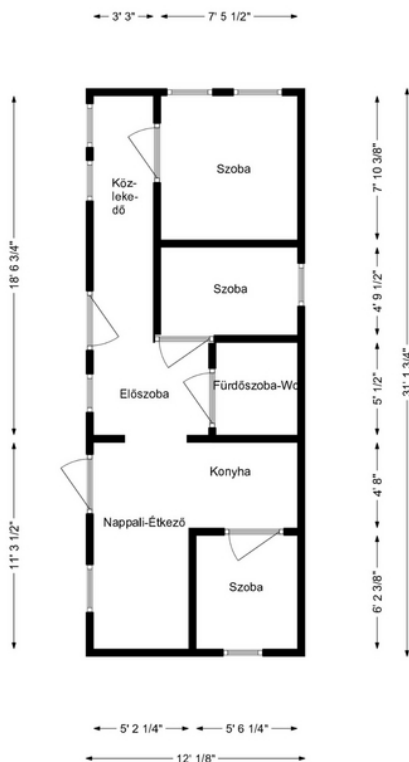 3' 3"
7' 5 1/2"
Szoba
Köz-
leke-
dő
7' 10 3/8"
18' 6 3/4"
Szoba
4' 9 1/2"
31' 1 3/4"
Előszoba
Fürdőszoba-Wc
5' 1/2"
Konyha
4' 8"
Nappali-Étkező
11' 3 1/2"
Szoba
6' 2 3/8"
5' 2 1/4"
5' 6 1/4"
12' 1/8"